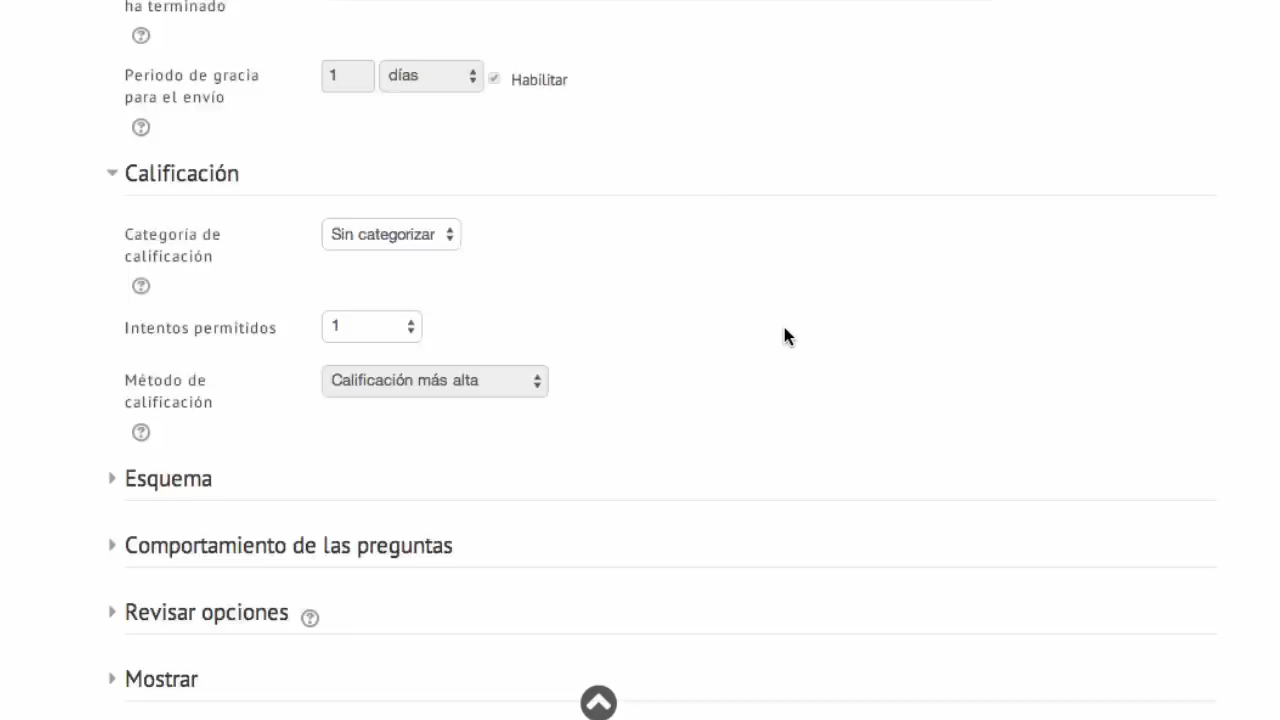 ha terminado
Periodo de gracia
para el envío
1 días Habilitar
Calificación
Categoría de
calificación
Sin categorizar
Intentos permitidos
1
Método de
calificación
Calificación más alta
Esquema
Comportamiento de las preguntas
Revisar opciones
Mostrar